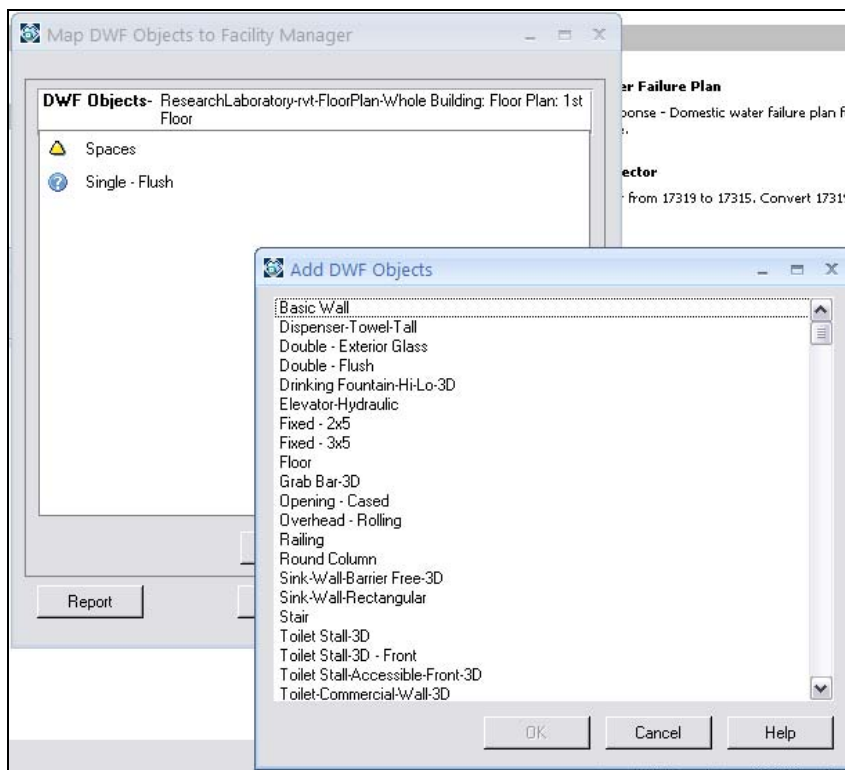 Map DWF Objects to Facility Manager
DWF Objects- ResearchLaboratory-rvt-FloorPlan-Whole Building: Floor Plan: 1st
Floor
Spaces
Single - Flush
Report
Failure Plan
- Domestic water failure plan
from 17319 to 17315. Convert
Add DWF Objects
Basic Wall
Dispenser-Towel-Tall
Double - Exterior Glass
Double - Flush
Drinking Fountain-Hi-Lo-3D
Elevator-Hydraulic
Fixed - 2x5
Fixed - 3x5
Floor
Grab Bar-3D
Opening - Cased
Overhead - Rolling
Railing
Round Column
Sink-Wall-Barrier Free-3D
Sink-Wall-Rectangular
Stair
Toilet Stall-3D
Toilet Stall-3D - Front
Toilet Stall-Accessible-Front-3D
Toilet-Commercial-Wall-3D
OK
Cancel
Help